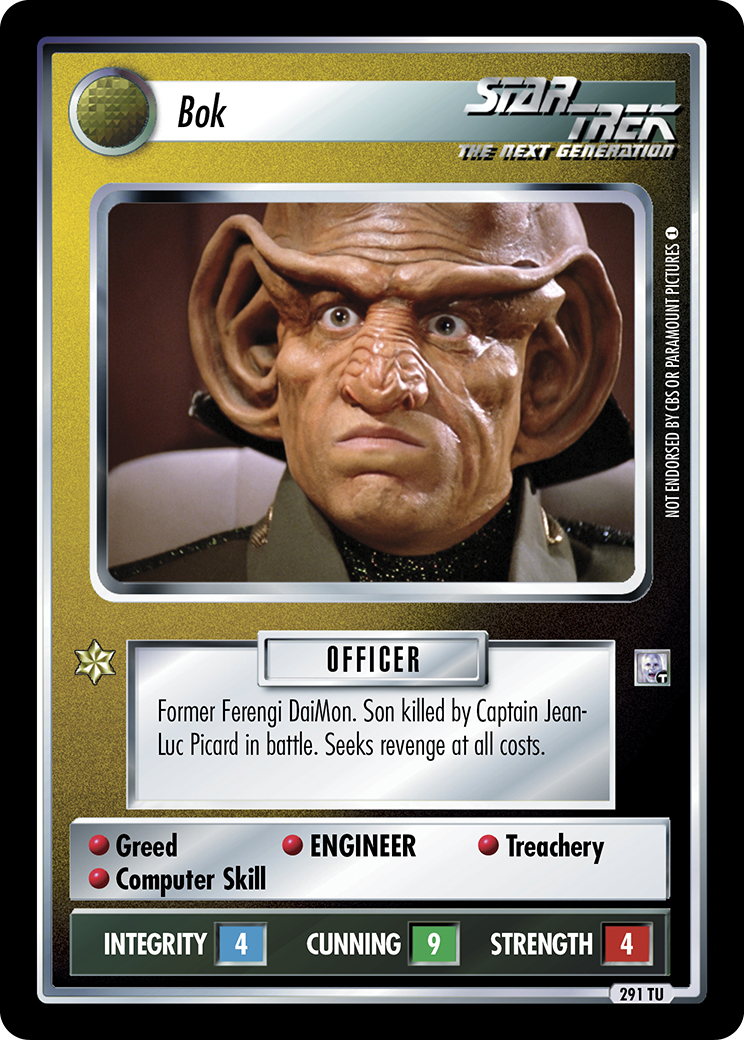 Bok
STAR TREK
THE NEXT GENERATION
NOT ENDORSED BY CBS OR PARAMOUNT PICTURES 1
OFFICER
Former Ferengi DaiMon. Son killed by Captain Jean-
Luc Picard in battle. Seeks revenge at all costs.
T
Greed ENGINEER Treachery
Computer Skill
INTEGRITY 4 CUNNING 9 STRENGTH 4
291 TU